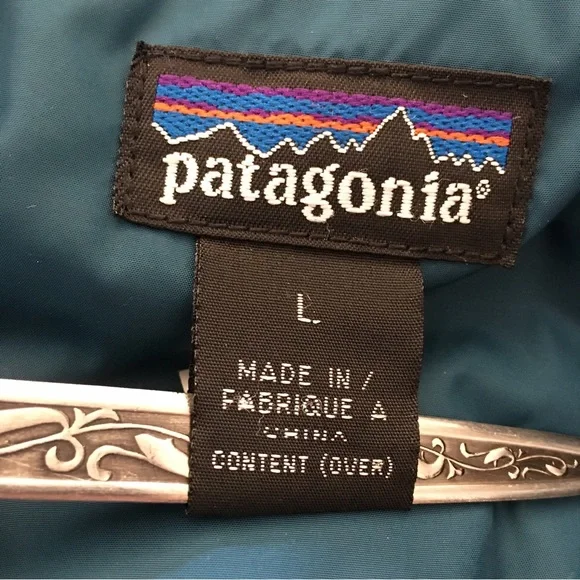 patagonia®
L
MADE IN /
FABRIQUE A
CHINA
CONTENT (OVER)